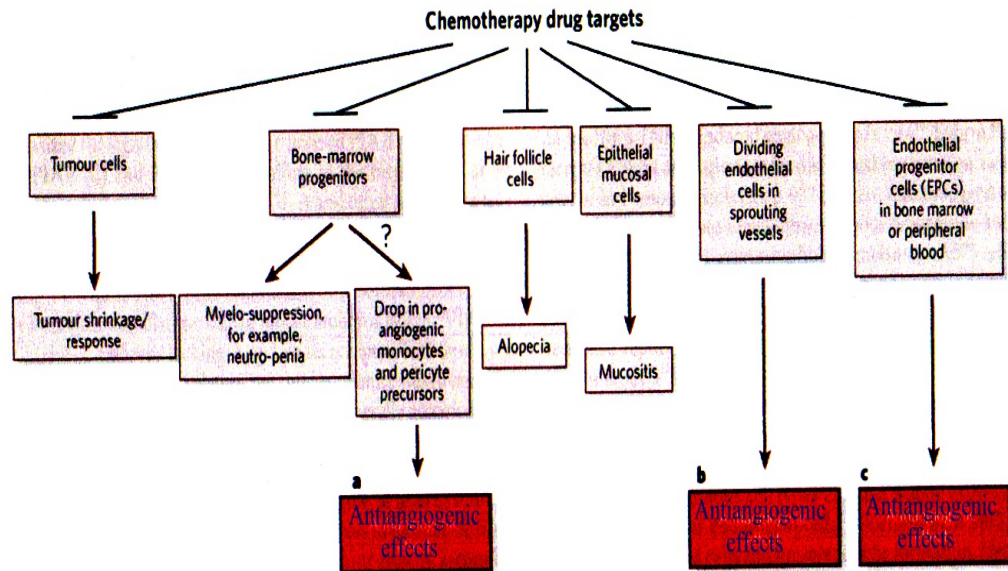 Chemotherapy drug targets
Tumour cells
Bone-marrow
progenitors
Hair follicle
cells
Epithelial
mucosal
cells
Dividing
endothelial
cells in
sprouting
vessels
Endothelial
progenitor
cells (EPCs)
in bone marrow
or peripheral
blood
?
Tumour shrinkage/
response
Myelo-suppression,
for example,
neutro-penia
Drop in pro-
angiogenic
monocytes
and pericyte
precursors
Alopecia
Mucositis
a
Antiangiogenic
effects
b
Antiangiogenic
effects
c
Antiangiogenic
effects